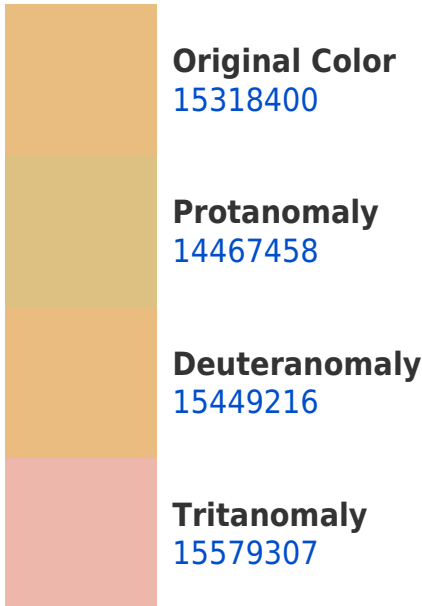 Original Color
15318400
Protanomaly
14467458
Deuteranomaly
15449216
Tritanomaly
15579307